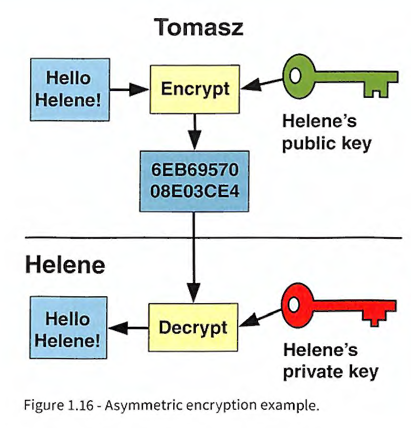 Tomasz
Hello
Helene!
Encrypt
Helene's
public key
6EB69570
08E03CE4
Helene
Hello
Helene!
Decrypt
Helene's
private key
Figure 1.16 - Asymmetric encryption example.